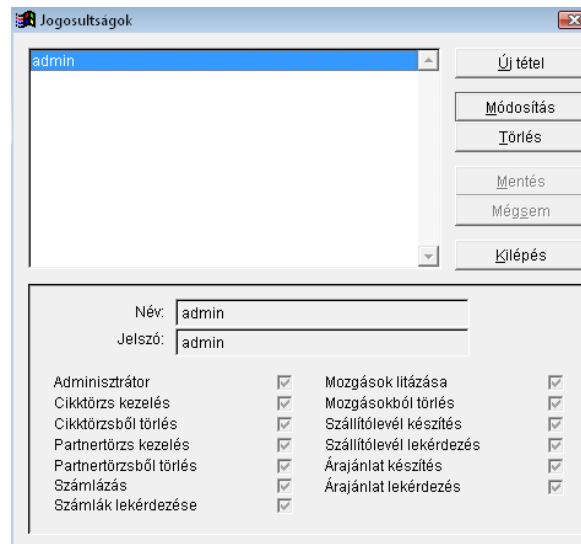 Jogosultságok
admin
Új tétel
Módosítás
Törlés
Mentés
Mégsem
Kilépés
Név: admin
Jelszó: admin
Adminisztrátor
Cikktörzs kezelés
Cikktörzsből törlés
Partnertörzs kezelés
Partnertörzsből törlés
Számlázás
Számlák lekérdezése
Mozgások litázása
Mozgásokból törlés
Szállítólevél készítés
Szállítólevél lekérdezés
Árajánlat készítés
Árajánlat lekérdezés